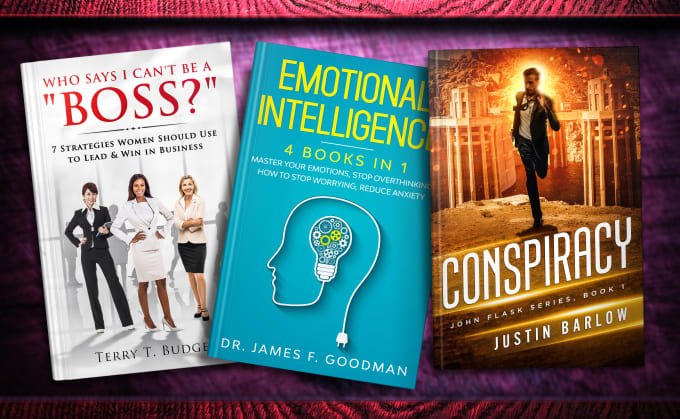 WHO SAYS I CAN'T BE A
"BOSS?"
7 STRATEGIES WOMEN SHOULD USE
TO LEAD & WIN IN BUSINESS
TERRY T. BUDGE
EMOTIONAL
INTELLIGENC
4 BOOKS IN 1
MASTER YOUR EMOTIONS, STOP OVERTHINKING
HOW TO STOP WORRYING, REDUCE ANXIETY
DR. JAMES F. GOODMAN
CONSPIRACY
JOHN FLASK SERIES, BOOK 1
JUSTIN BARLOW